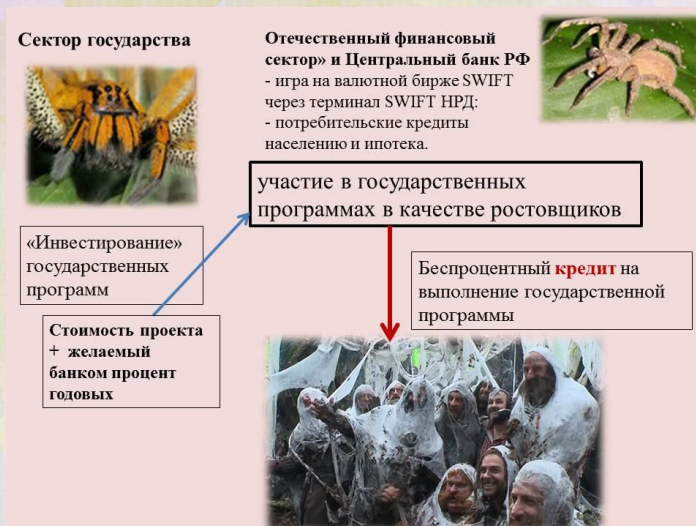 Сектор государства
Отечественный финансовый
сектор» и Центральный банк РФ
- игра на валютной бирже SWIFT
через терминал SWIFT НРД:
- потребительские кредиты
населению и ипотека.
участие в государственных
программах в качестве ростовщиков
«Инвестирование»
государственных
программ
Беспроцентный кредит на
выполнение государственной
программы
Стоимость проекта
+ желаемый
банком процент
годовых